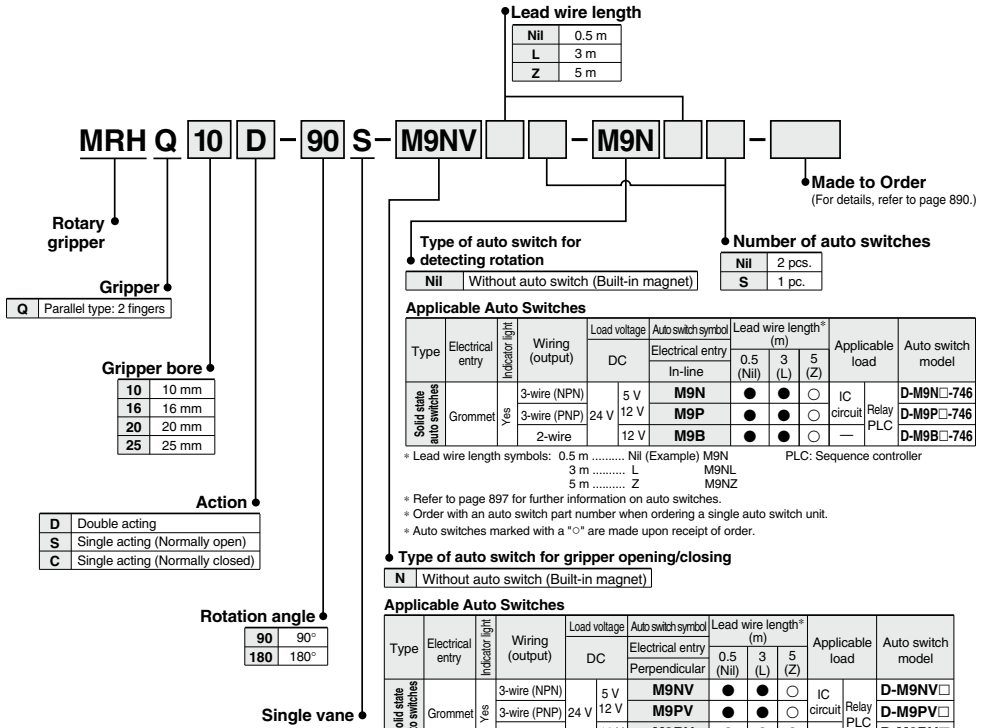 Lead wire length
Nil 0.5 m
L 3 m
Z 5 m
MRH Q 10 D - 90 S - M9NV - M9N -
Made to Order
(For details, refer to page 890.)
Rotary
gripper
Type of auto switch for
detecting rotation
Nil Without auto switch (Built-in magnet)
Number of auto switches
Nil 2 pcs.
S 1 pc.
Gripper
Q Parallel type: 2 fingers
Gripper bore
10 10 mm
16 16 mm
20 20 mm
25 25 mm
Applicable Auto Switches
Type Electrical entry Indicator light Wiring (output) Load voltage DC Auto switch symbol Electrical entry In-line Lead wire length* (m) 0.5 (Nil) 3 (L) 5 (Z) Applicable load Auto switch model
Solid state auto switches Grommet Yes 3-wire (NPN) 24 V 5 V 12 V M9N ● ● ○ IC circuit Relay PLC D-M9N□-746
3-wire (PNP) M9P ● ● ○ D-M9P□-746
2-wire 12 V M9B ● ● ○ — D-M9B□-746
* Lead wire length symbols: 0.5 m .......... Nil (Example) M9N PLC: Sequence controller
3 m .......... L M9NL
5 m .......... Z M9NZ
* Refer to page 897 for further information on auto switches.
* Order with an auto switch part number when ordering a single auto switch unit.
* Auto switches marked with a "○" are made upon receipt of order.
Action
D Double acting
S Single acting (Normally open)
C Single acting (Normally closed)
Type of auto switch for gripper opening/closing
N Without auto switch (Built-in magnet)
Rotation angle
90 90°
180 180°
Applicable Auto Switches
Type Electrical entry Indicator light Wiring (output) Load voltage DC Auto switch symbol Electrical entry Perpendicular Lead wire length* (m) 0.5 (Nil) 3 (L) 5 (Z) Applicable load Auto switch model
Grommet Yes 3-wire (NPN) 24 V 5 V 12 V M9NV ● ● ○ IC circuit Relay PLC D-M9NV□
3-wire (PNP) M9PV ● ● ○ D-M9PV□
Single vane